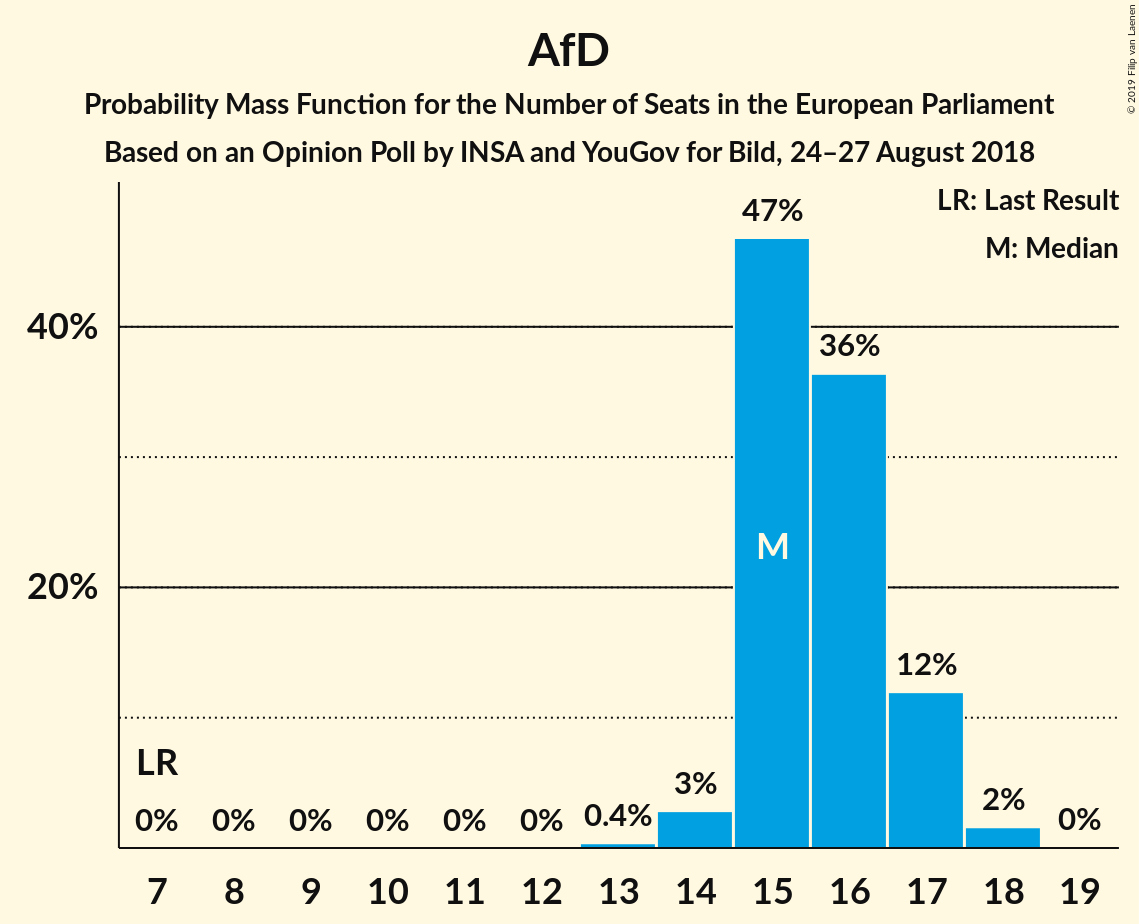 AfD
Probability Mass Function for the Number of Seats in the European Parliament
Based on an Opinion Poll by INSA and YouGov for Bild, 24–27 August 2018
© 2019 Filip van Laenen
LR: Last Result
M: Median
47%
40%
36%
M
20%
12%
LR
3%
2%
0% 0% 0% 0% 0% 0% 0.4% 0%
7 8 9 10 11 12 13 14 15 16 17 18 19